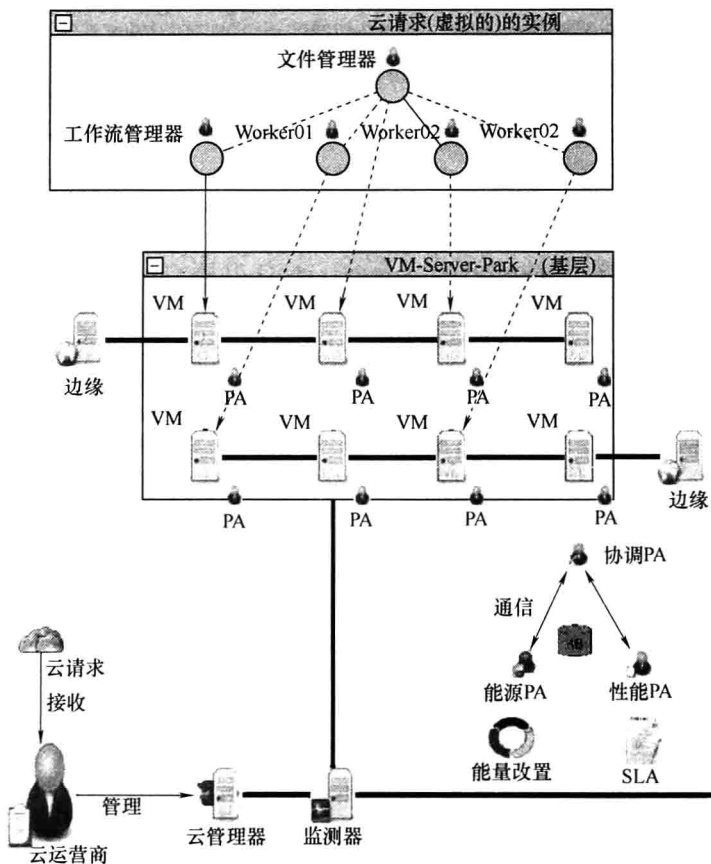 云请求(虚拟的)的实例
文件管理器
工作流管理器 Worker01 Worker02 Worker02
VM-Server-Park (基层)
VM VM VM VM
边缘
PA PA PA PA
VM VM VM VM
边缘
PA PA PA PA
协调PA
通信
KB
云请求
能源PA 性能PA
接收
能量改置 SLA
管理
云管理器 监测器
云运营商